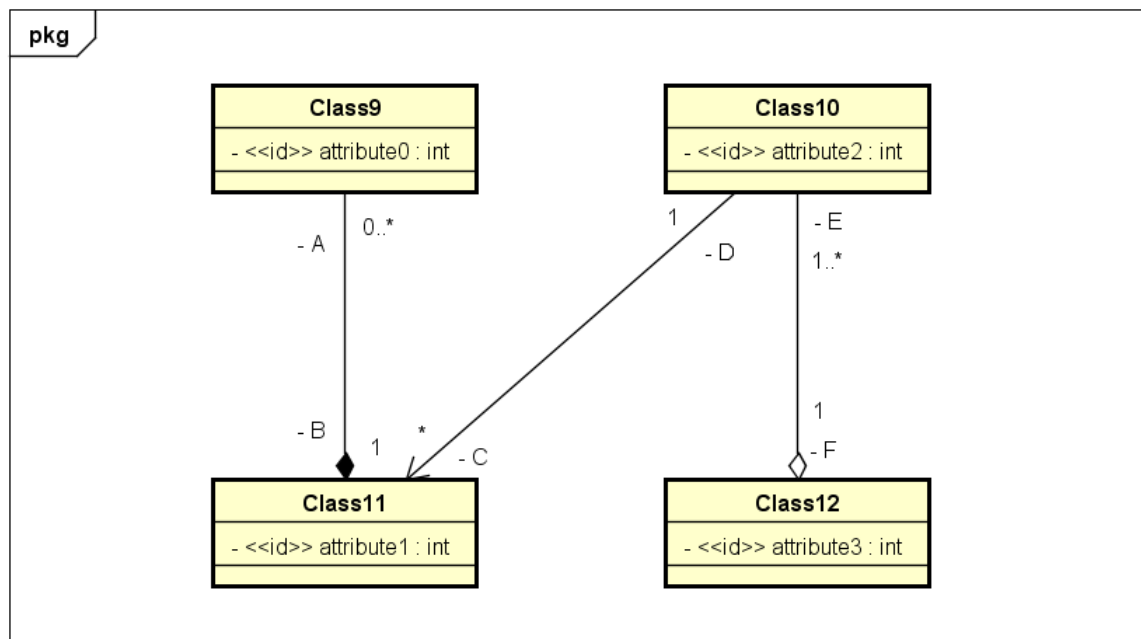 pkg
Class9
- <<id>> attribute0 : int
Class10
- <<id>> attribute2 : int
0..*
- A
1
- D
- E
1..*
- B
1
*
- C
1
- F
Class11
- <<id>> attribute1 : int
Class12
- <<id>> attribute3 : int